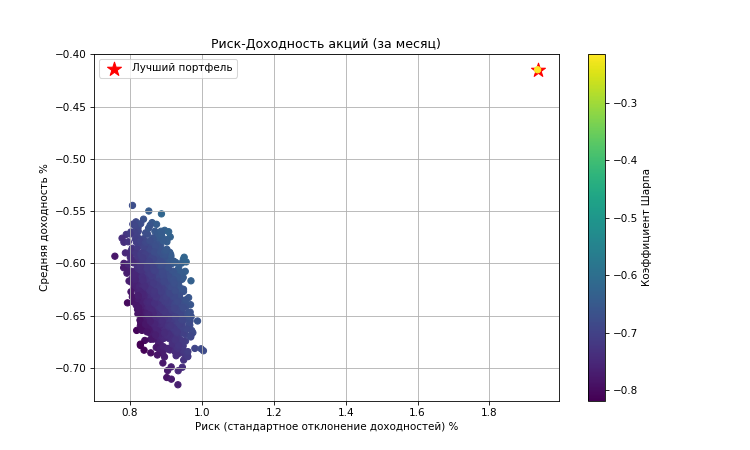 Риск-Доходность акций (за месяц)
Лучший портфель
Средняя доходность %
−0.40
−0.45
−0.50
−0.55
−0.60
−0.65
−0.70
0.8 1.0 1.2 1.4 1.6 1.8
Риск (стандартное отклонение доходностей) %
−0.3
−0.4
−0.5
−0.6
−0.7
−0.8
Коэффициент Шарпа